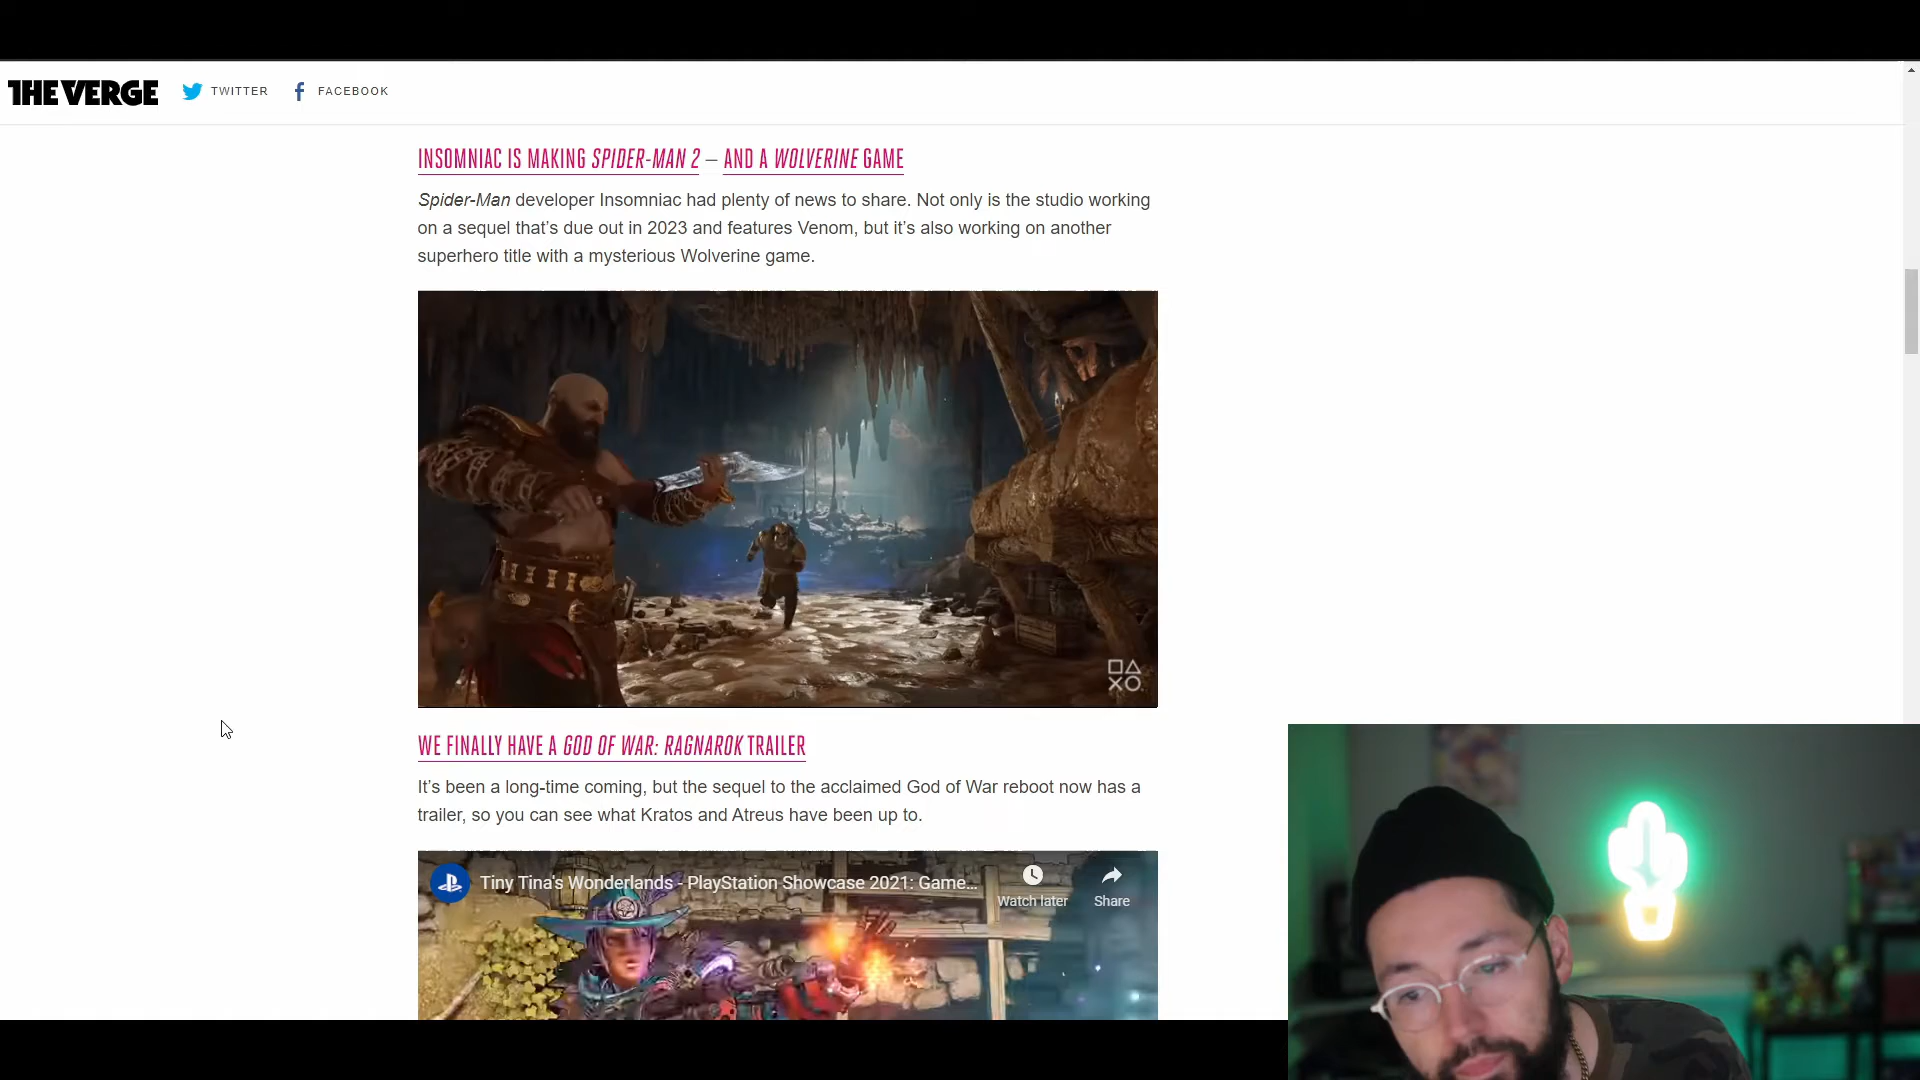 THE VERGE TWITTER FACEBOOK
INSOMNIAC IS MAKING SPIDER-MAN 2 – AND A WOLVERINE GAME
Spider-Man developer Insomniac had plenty of news to share. Not only is the studio working
on a sequel that’s due out in 2023 and features Venom, but it’s also working on another
superhero title with a mysterious Wolverine game.
WE FINALLY HAVE A GOD OF WAR: RAGNAROK TRAILER
It’s been a long-time coming, but the sequel to the acclaimed God of War reboot now has a
trailer, so you can see what Kratos and Atreus have been up to.
Tiny Tina's Wonderlands - PlayStation Showcase 2021: Game...
Watch later Share